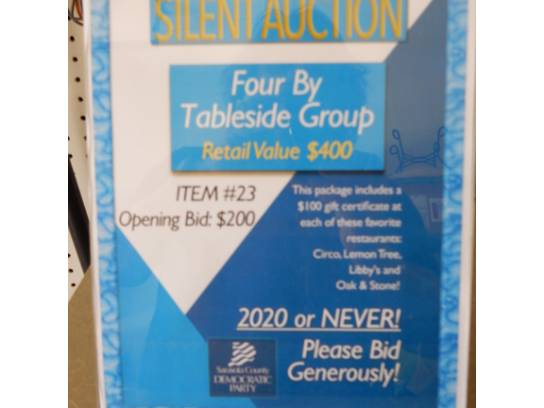 SILENT AUCTION
Four By
Tableside Group
Retail Value $400
ITEM #23
Opening Bid: $200
This package includes a
$100 gift certificate at
each of these favorite
restaurants:
Circo, Lemon Tree,
Libby's and
Oak & Stone!
2020 or NEVER!
Please Bid
Generously!
Sarasota County
DEMOCRATIC
PARTY